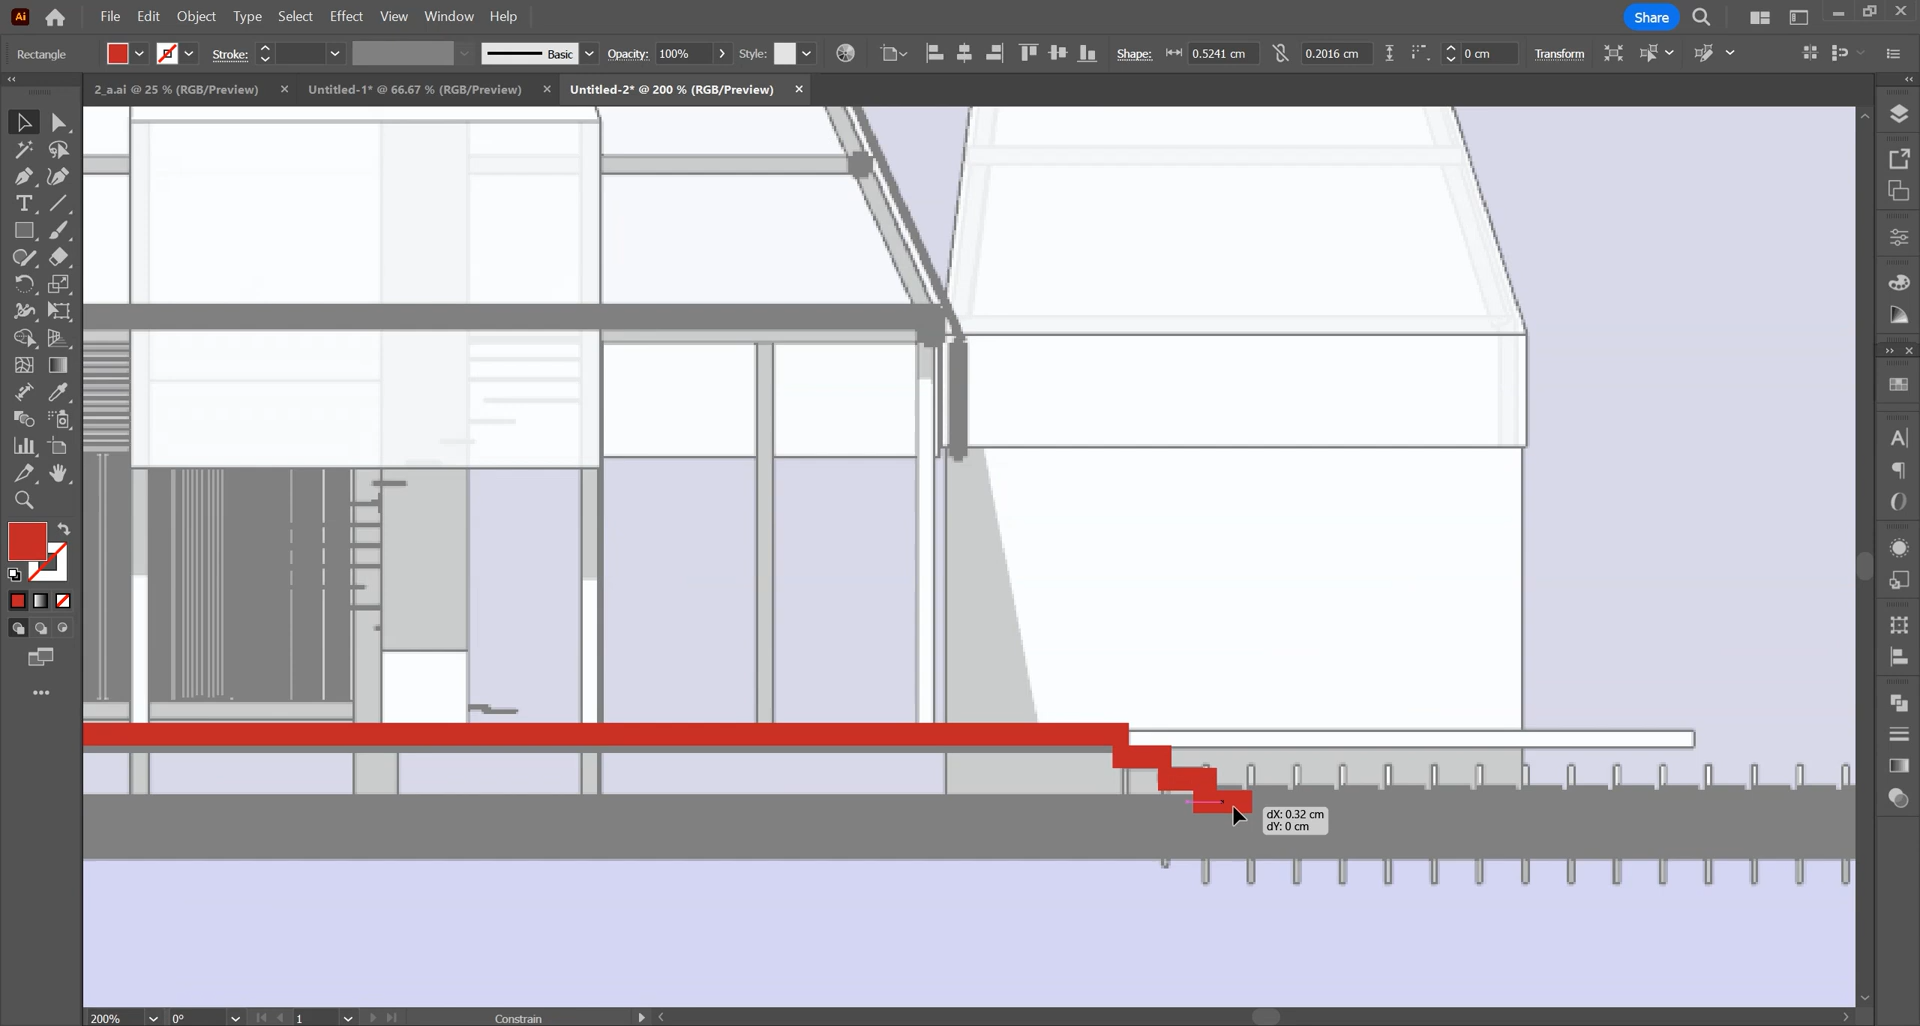 Ai File Edit Object Type Select Effect View Window Help Share
Rectangle Stroke: Basic Opacity: 100% Style: Shape: 0.5241 cm 0.2016 cm 0 cm Transform
2_a.ai @ 25 % (RGB/Preview) Untitled-1* @ 66.67 % (RGB/Preview) Untitled-2* @ 200 % (RGB/Preview)
dX: 0.32 cm
dY: 0 cm
200% 0° 1 Constrain